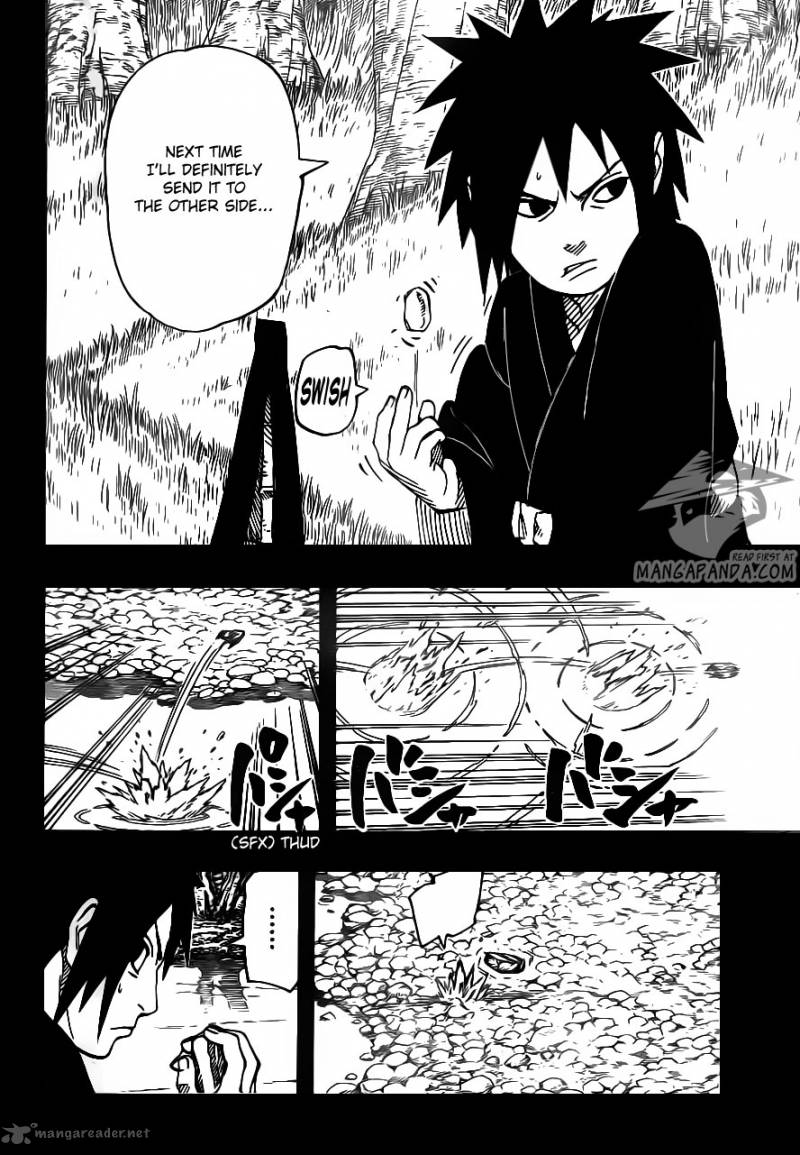 NEXT TIME
I'LL DEFINITELY
SEND IT TO
THE OTHER SIDE...
SWISH
READ FIRST AT
MANGAPANDA.COM
バシャ
バシャ
パシャ
(SFX) THUD
......
mangareader.net